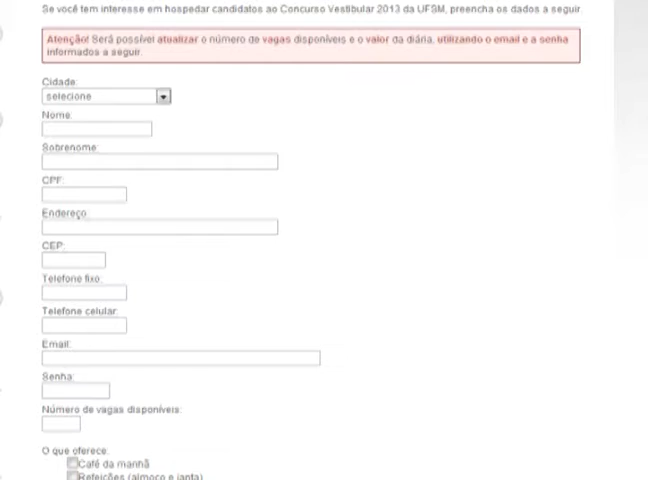 Se você tem interesse em hospedar candidatos ao Concurso Vestibular 2013 da UFSM, preencha os dados a seguir.
Atenção! Será possível atualizar o número de vagas disponíveis e o valor da diária, utilizando o email e a senha
informados a seguir.
Cidade:
selecione
Nome:
Sobrenome:
CPF:
Endereço:
CEP:
Telefone fixo:
Telefone celular:
Email:
Senha:
Número de vagas disponíveis:
O que oferece:
Café da manhã
Refeições (almoço e janta)